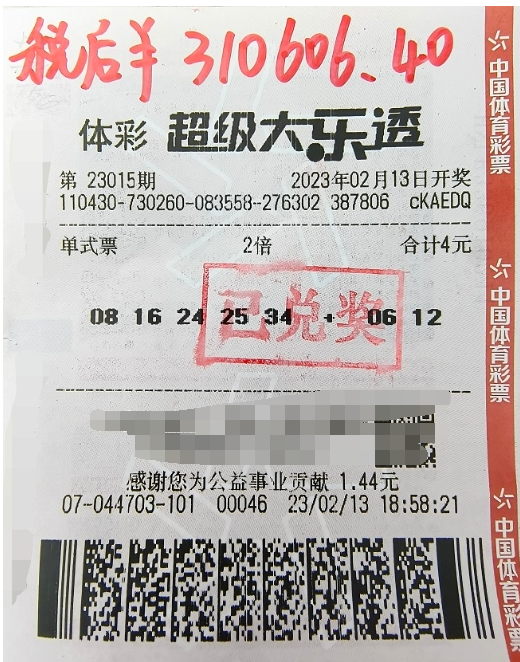 税后¥ 310606.40
体彩 超级大乐透
第 23015期 2023年02月13日开奖
110430-730260-083558-276302 387806 cKAEDQ
单式票 2倍 合计4元
08 16 24 25 34 + 06 12
已兑奖
感谢您为公益事业贡献 1.44元
07-044703-101 00046 23/02/13 18:58:21
中国体育彩票
中国体育彩票
中国体育彩票